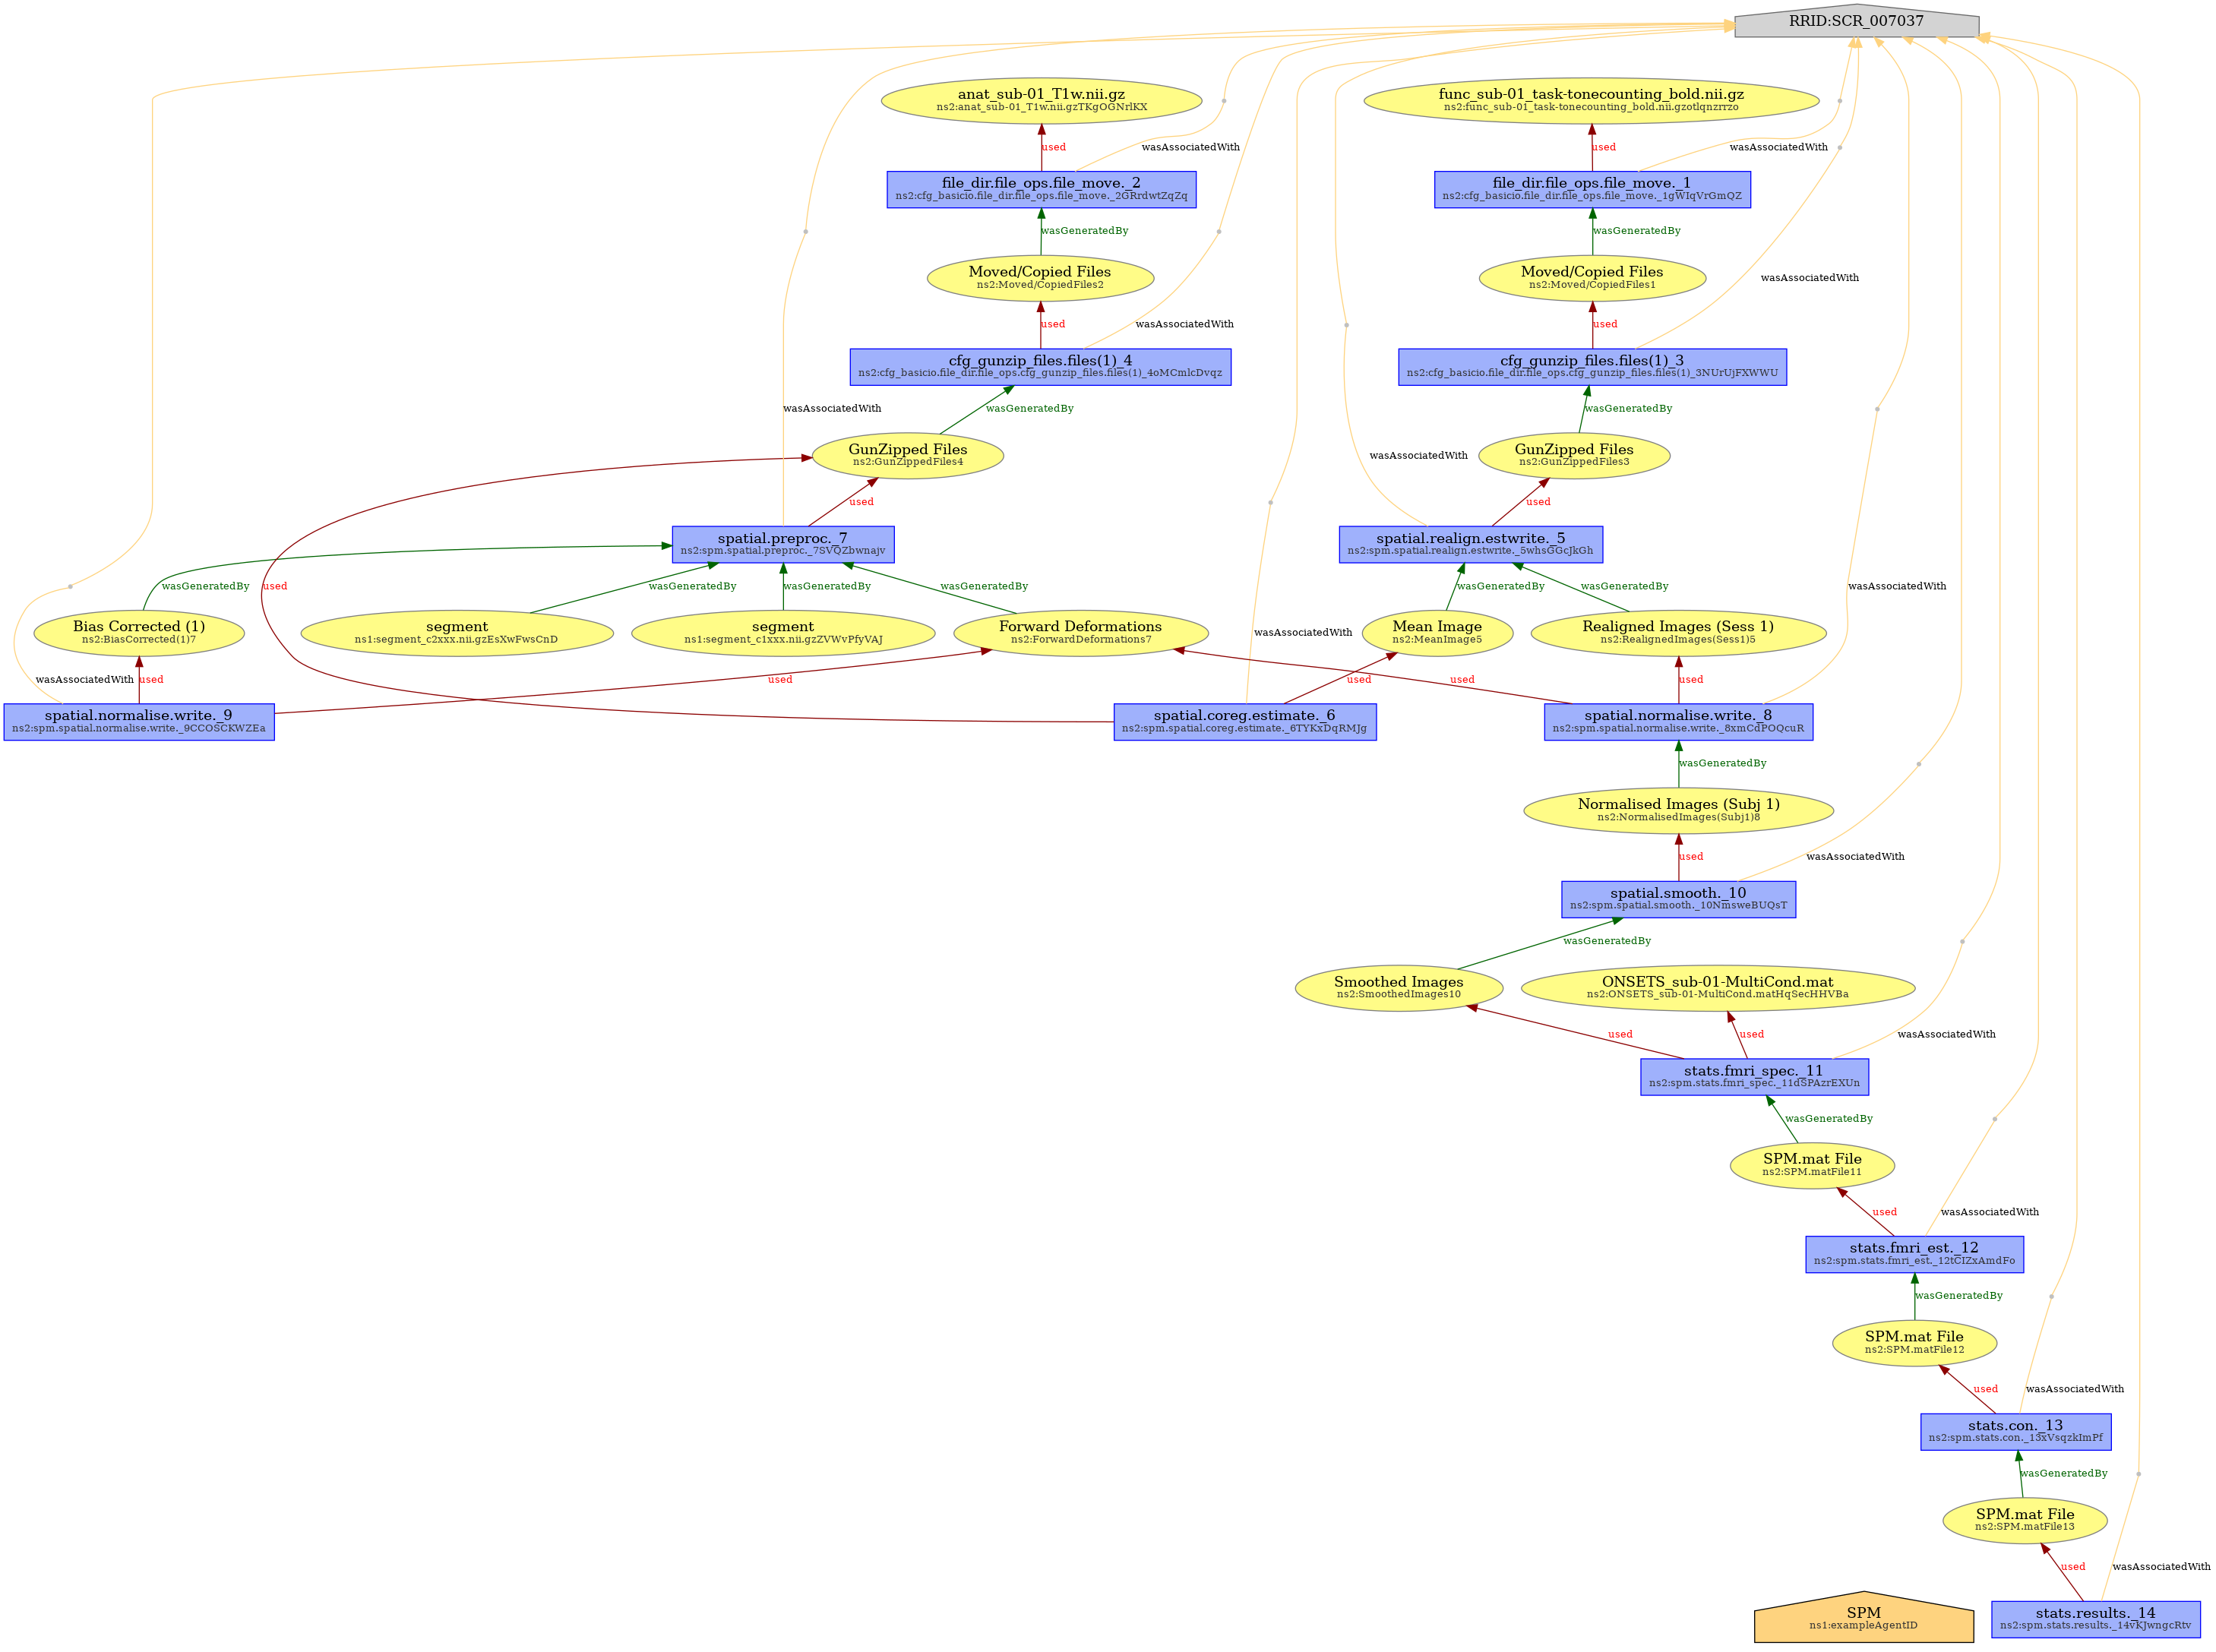 RRID:SCR_007037
anat_sub-01_T1w.nii.gz
ns2:anat_sub-01_T1w.nii.gzTKgOGNrlKX
func_sub-01_task-tonecounting_bold.nii.gz
ns2:func_sub-01_task-tonecounting_bold.nii.gzotlqnzrrzo
used
wasAssociatedWith
used
wasAssociatedWith
file_dir.file_ops.file_move._2
ns2:cfg_basicio.file_dir.file_ops.file_move._2GRrdwtZqZq
file_dir.file_ops.file_move._1
ns2:cfg_basicio.file_dir.file_ops.file_move._1gWIqVrGmQZ
wasGeneratedBy
wasGeneratedBy
Moved/Copied Files
ns2:Moved/CopiedFiles2
Moved/Copied Files
ns2:Moved/CopiedFiles1
wasAssociatedWith
used
wasAssociatedWith
used
cfg_gunzip_files.files(1)_4
ns2:cfg_basicio.file_dir.file_ops.cfg_gunzip_files.files(1)_4oMCmlcDvqz
cfg_gunzip_files.files(1)_3
ns2:cfg_basicio.file_dir.file_ops.cfg_gunzip_files.files(1)_3NUrUjFXWWU
wasAssociatedWith
wasGeneratedBy
wasGeneratedBy
GunZipped Files
ns2:GunZippedFiles4
GunZipped Files
ns2:GunZippedFiles3
wasAssociatedWith
used
used
spatial.preproc._7
ns2:spm.spatial.preproc._7SVQZbwnajv
spatial.realign.estwrite._5
ns2:spm.spatial.realign.estwrite._5whsGGcJkGh
wasGeneratedBy
used
wasGeneratedBy
wasGeneratedBy
wasGeneratedBy
wasGeneratedBy
wasGeneratedBy
wasAssociatedWith
Bias Corrected (1)
ns2:BiasCorrected(1)7
segment
ns1:segment_c2xxx.nii.gzEsXwFwsCnD
segment
ns1:segment_c1xxx.nii.gzZVWvPfyVAJ
Forward Deformations
ns2:ForwardDeformations7
wasAssociatedWith
Mean Image
ns2:MeanImage5
Realigned Images (Sess 1)
ns2:RealignedImages(Sess1)5
wasAssociatedWith
used
used
used
used
used
spatial.normalise.write._9
ns2:spm.spatial.normalise.write._9CCOSCKWZEa
spatial.coreg.estimate._6
ns2:spm.spatial.coreg.estimate._6TYKxDqRMJg
spatial.normalise.write._8
ns2:spm.spatial.normalise.write._8xmCdPOQcuR
wasGeneratedBy
Normalised Images (Subj 1)
ns2:NormalisedImages(Subj1)8
used
wasAssociatedWith
spatial.smooth._10
ns2:spm.spatial.smooth._10NmsweBUQsT
wasGeneratedBy
Smoothed Images
ns2:SmoothedImages10
ONSETS_sub-01-MultiCond.mat
ns2:ONSETS_sub-01-MultiCond.matHqSecHHVBa
used
used
wasAssociatedWith
stats.fmri_spec._11
ns2:spm.stats.fmri_spec._11dSPAzrEXUn
wasGeneratedBy
SPM.mat File
ns2:SPM.matFile11
used
wasAssociatedWith
stats.fmri_est._12
ns2:spm.stats.fmri_est._12tCIZxAmdFo
wasGeneratedBy
SPM.mat File
ns2:SPM.matFile12
used
wasAssociatedWith
stats.con._13
ns2:spm.stats.con._13xVsqzkImPf
wasGeneratedBy
SPM.mat File
ns2:SPM.matFile13
used
wasAssociatedWith
SPM
ns1:exampleAgentID
stats.results._14
ns2:spm.stats.results._14vKJwngcRtv